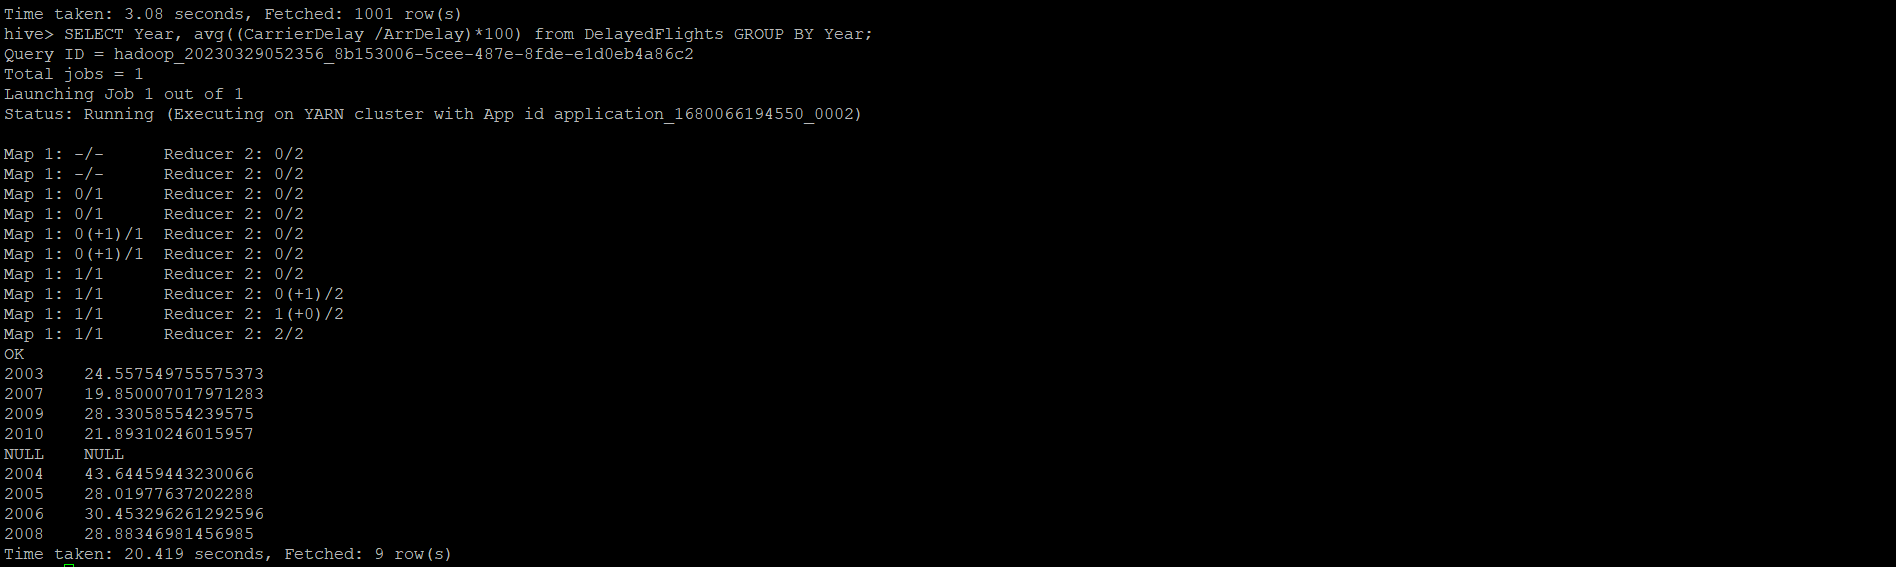 Time taken: 3.08 seconds, Fetched: 1001 row(s)
hive> SELECT Year, avg((CarrierDelay /ArrDelay)*100) from DelayedFlights GROUP BY Year;
Query ID = hadoop_20230329052356_8b153006-5cee-487e-8fde-e1d0eb4a86c2
Total jobs = 1
Launching Job 1 out of 1
Status: Running (Executing on YARN cluster with App id application_1680066194550_0002)

Map 1: -/-      Reducer 2: 0/2
Map 1: -/-      Reducer 2: 0/2
Map 1: 0/1      Reducer 2: 0/2
Map 1: 0/1      Reducer 2: 0/2
Map 1: 0(+1)/1  Reducer 2: 0/2
Map 1: 0(+1)/1  Reducer 2: 0/2
Map 1: 1/1      Reducer 2: 0/2
Map 1: 1/1      Reducer 2: 0(+1)/2
Map 1: 1/1      Reducer 2: 1(+0)/2
Map 1: 1/1      Reducer 2: 2/2
OK
2003    24.557549755575373
2007    19.850007017971283
2009    28.33058554239575
2010    21.89310246015957
NULL    NULL
2004    43.64459443230066
2005    28.01977637202288
2006    30.453296261292596
2008    28.88346981456985
Time taken: 20.419 seconds, Fetched: 9 row(s)